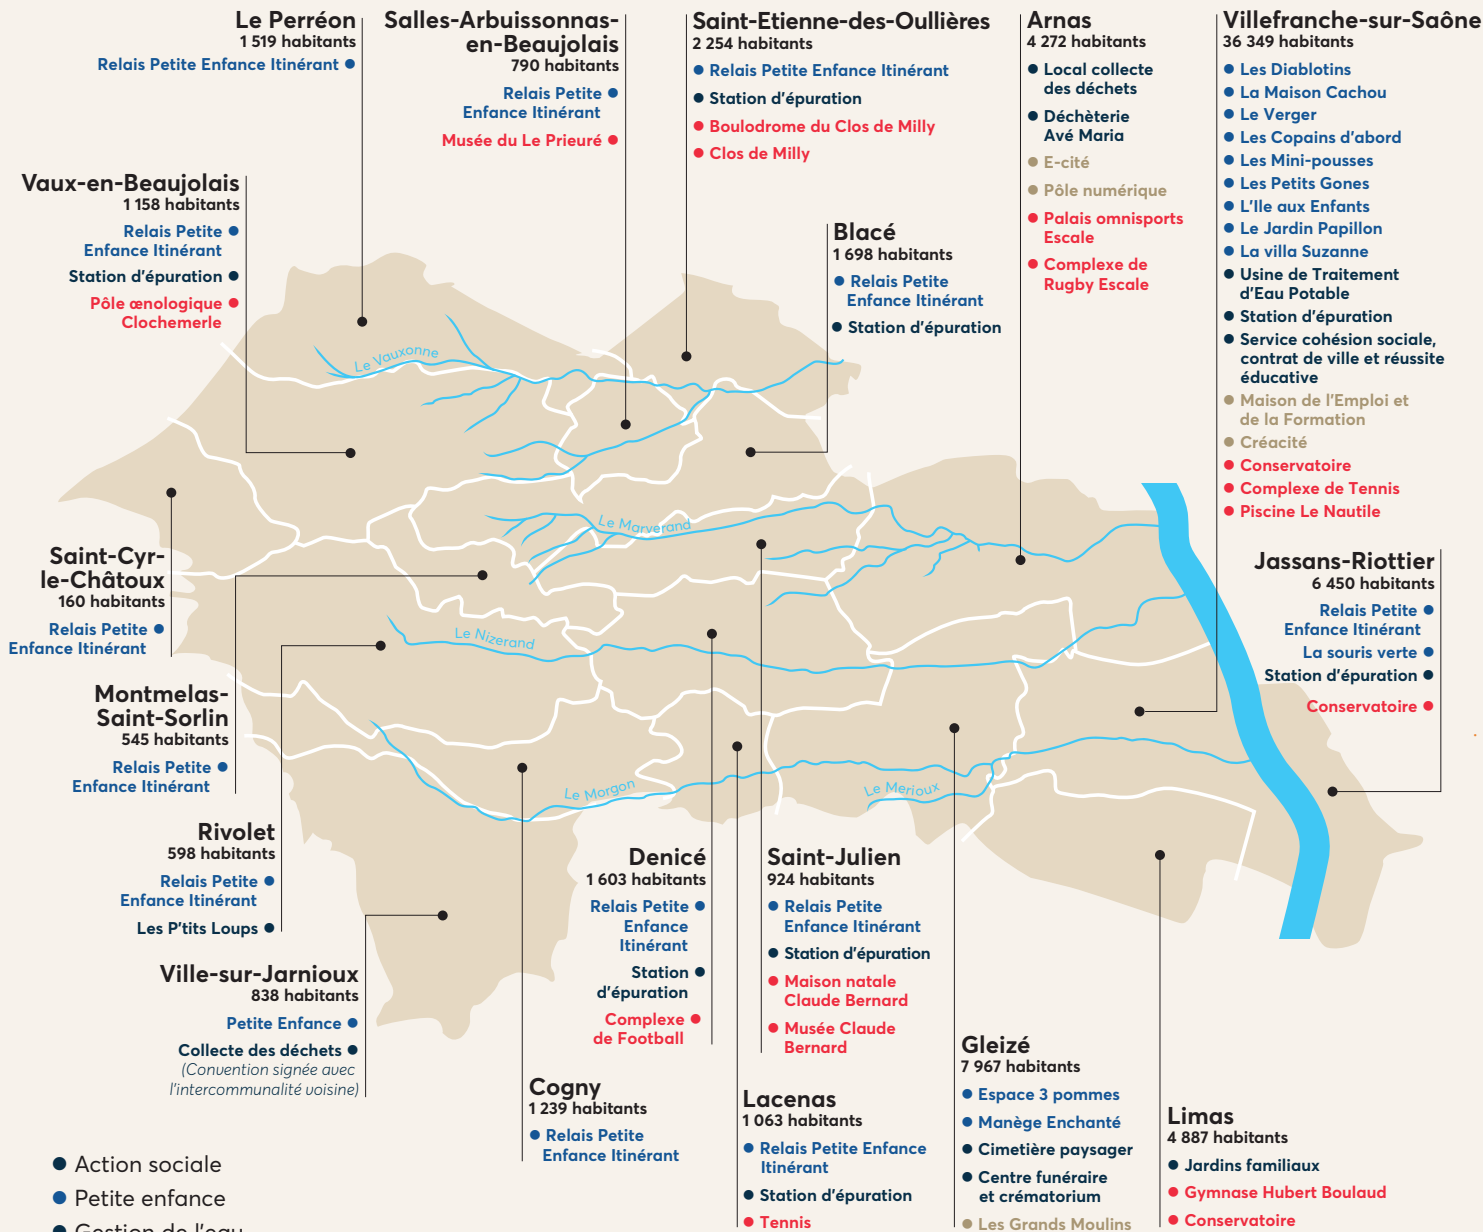 Le Perréon
1 519 habitants
Relais Petite Enfance Itinérant
Salles-Arbuissonnas-
en-Beaujolais
790 habitants
Relais Petite
Enfance Itinérant
Musée du Le Prieuré
Saint-Etienne-des-Oullières
2 254 habitants
Relais Petite Enfance Itinérant
Station d'épuration
Boulodrome du Clos de Milly
Clos de Milly
Arnas
4 272 habitants
Local collecte
des déchets
Déchèterie
Avé Maria
E-cité
Pôle numérique
Palais omnisports
Escale
Complexe de
Rugby Escale
Villefranche-sur-Saône
36 349 habitants
Les Diablotins
La Maison Cachou
Le Verger
Les Copains d'abord
Les Mini-pousses
Les Petits Gones
L'Ile aux Enfants
Le Jardin Papillon
La villa Suzanne
Usine de Traitement
d'Eau Potable
Station d'épuration
Service cohésion sociale,
contrat de ville et réussite
éducative
Maison de l'Emploi et
de la Formation
Créacité
Conservatoire
Complexe de Tennis
Piscine Le Nautile
Vaux-en-Beaujolais
1 158 habitants
Relais Petite
Enfance Itinérant
Station d'épuration
Pôle œnologique
Clochemerle
Blacé
1 698 habitants
Relais Petite
Enfance Itinérant
Station d'épuration
Le Vauxonne
Le Marverand
Le Nizerand
Le Morgon
Le Merioux
Saint-Cyr-
le-Châtoux
160 habitants
Relais Petite
Enfance Itinérant
Jassans-Riottier
6 450 habitants
Relais Petite
Enfance Itinérant
La souris verte
Station d'épuration
Conservatoire
Montmelas-
Saint-Sorlin
545 habitants
Relais Petite
Enfance Itinérant
Rivolet
598 habitants
Relais Petite
Enfance Itinérant
Les P'tits Loups
Ville-sur-Jarnioux
838 habitants
Petite Enfance
Collecte des déchets
(Convention signée avec
l'intercommunalité voisine)
Denicé
1 603 habitants
Relais Petite
Enfance
Itinérant
Station
d'épuration
Complexe
de Football
Saint-Julien
924 habitants
Relais Petite
Enfance Itinérant
Station d'épuration
Maison natale
Claude Bernard
Musée Claude
Bernard
Cogny
1 239 habitants
Relais Petite
Enfance Itinérant
Lacenas
1 063 habitants
Relais Petite Enfance
Itinérant
Station d'épuration
Tennis
Gleizé
7 967 habitants
Espace 3 pommes
Manège Enchanté
Cimetière paysager
Centre funéraire
et crématorium
Les Grands Moulins
Limas
4 887 habitants
Jardins familiaux
Gymnase Hubert Boulaud
Conservatoire
Action sociale
Petite enfance
Gestion de l'eau